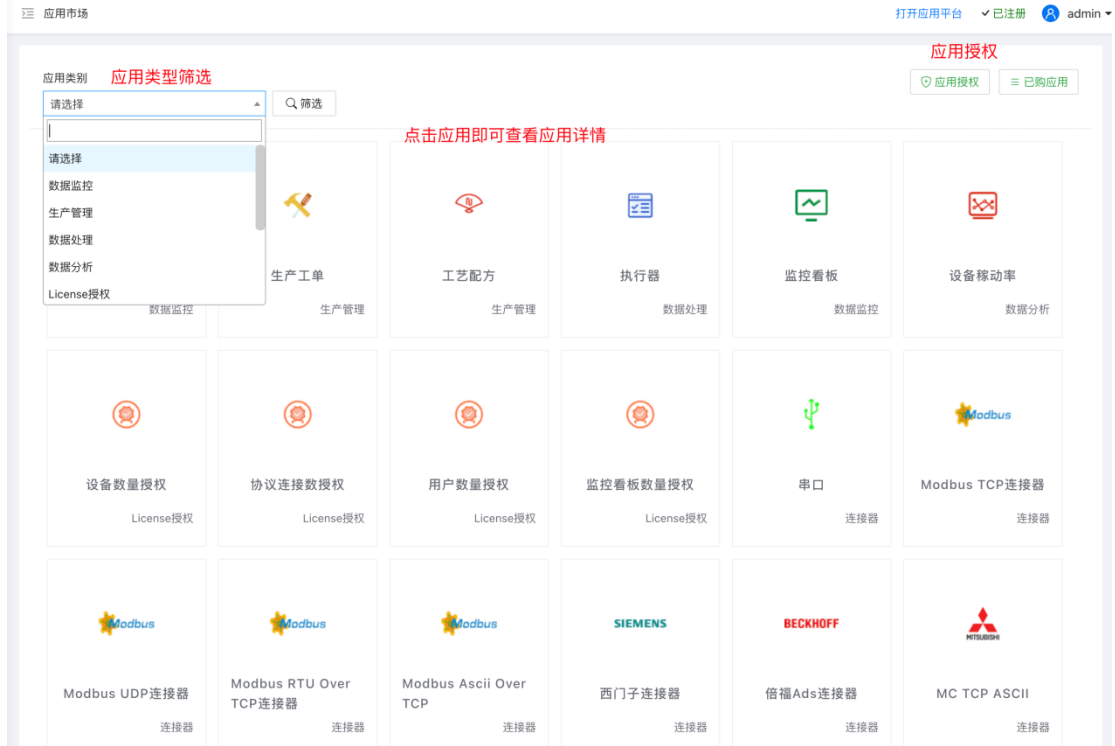 应用市场
打开应用平台
已注册
admin
应用授权
应用类别
应用类型筛选
应用授权
已购应用
请选择
筛选
点击应用即可查看应用详情
请选择
数据监控
生产管理
数据处理
数据分析
License授权
生产工单
工艺配方
执行器
监控看板
设备稼动率
数据监控
生产管理
生产管理
数据处理
数据监控
数据分析
Modbus
设备数量授权
协议连接数授权
用户数量授权
监控看板数量授权
串口
Modbus TCP连接器
License授权
License授权
License授权
License授权
连接器
连接器
Modbus
Modbus
Modbus
SIEMENS
BECKHOFF
MITSUBISHI
Modbus UDP连接器
Modbus RTU Over
TCP连接器
Modbus Ascii Over
TCP
西门子连接器
倍福Ads连接器
MC TCP ASCII
连接器
连接器
连接器
连接器
连接器
连接器